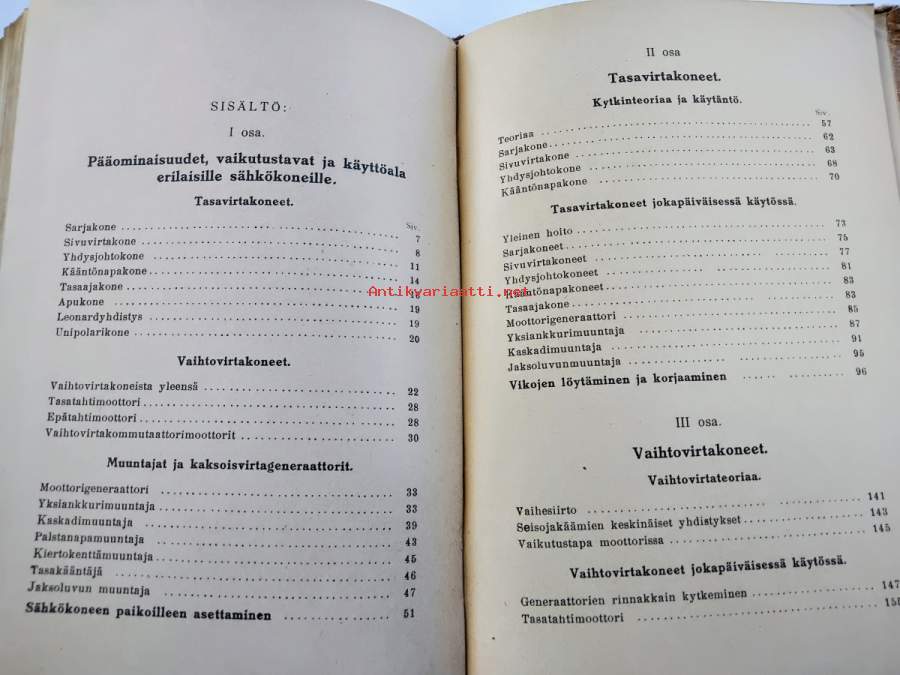 SISÄLTÖ:
I osa.
Pääominaisuudet, vaikutustavat ja käyttöala
erilaisille sähkökoneille.
Tasavirtakoneet.
Siv.
Sarjakone 7
Sivuvirtakone 8
Yhdysjohtokone 11
Kääntönapakone 14
Tasaajakone 18
Apukone 19
Leonardyhdistys 19
Unipolarikone 20
Vaihtovirtakoneet.
Vaihtovirtakoneista yleensä 22
Tasatahtimoottori 28
Epätahtimoottori 28
Vaihtovirtakommutaattorimoottorit 30
Muuntajat ja kaksoisvirtageneraattorit.
Moottorigeneraattori 33
Yksiankkurimuuntaja 33
Kaskadimuuntaja 39
Palstanapamuuntaja 43
Kiertokenttämuuntaja 45
Tasakääntäjä 46
Jaksoluvun muuntaja 47
Sähkökoneen paikoilleen asettaminen 51
II osa
Tasavirtakoneet.
Kytkinteoriaa ja käytäntö.
Siv.
Teoriaa 57
Sarjakone 62
Sivuvirtakone 63
Yhdysjohtokone 68
Kääntönapakone 70
Tasavirtakoneet jokapäiväisessä käytössä.
Yleinen hoito 73
Sarjakoneet 75
Sivuvirtakoneet 77
Yhdysjohtokoneet 81
Kääntönapakoneet 83
Tasaajakone 83
Moottorigeneraattori 85
Yksiankkurimuuntaja 87
Kaskadimuuntaja 91
Jaksoluvunmuuntaja 95
Vikojen löytäminen ja korjaaminen 96
III osa.
Vaihtovirtakoneet.
Vaihtovirtateoriaa.
Vaihesiirto 141
Seisojakäämien keskinäiset yhdistykset 143
Vaikutustapa moottorissa 145
Vaihtovirtakoneet jokapäiväisessä käytössä.
Generaattorien rinnakkain kytkeminen 147
Tasatahtimoottori 155
Antikvariaatti.net